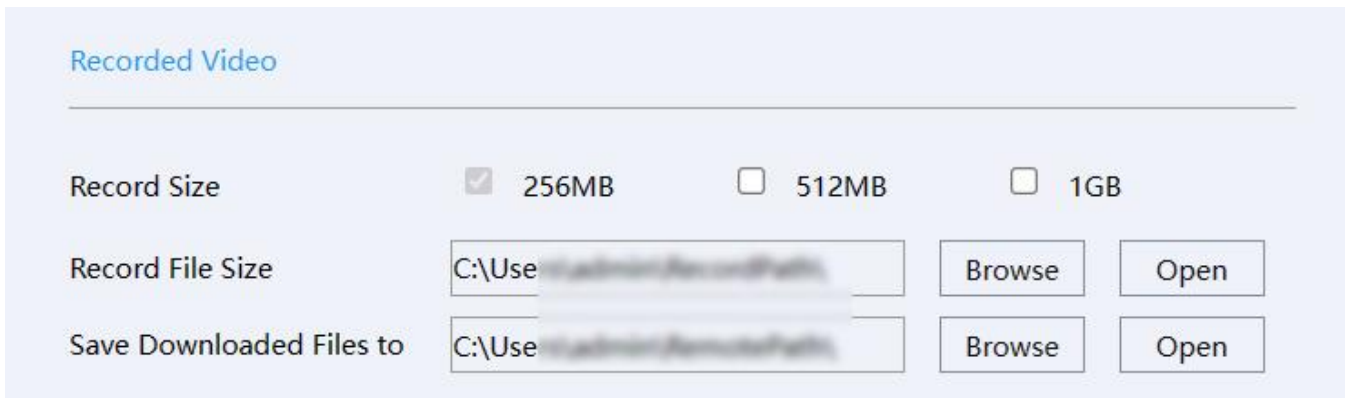 Recorded Video
Record Size 256MB 512MB 1GB
Record File Size C:\Use Browse Open
Save Downloaded Files to C:\Use Browse Open